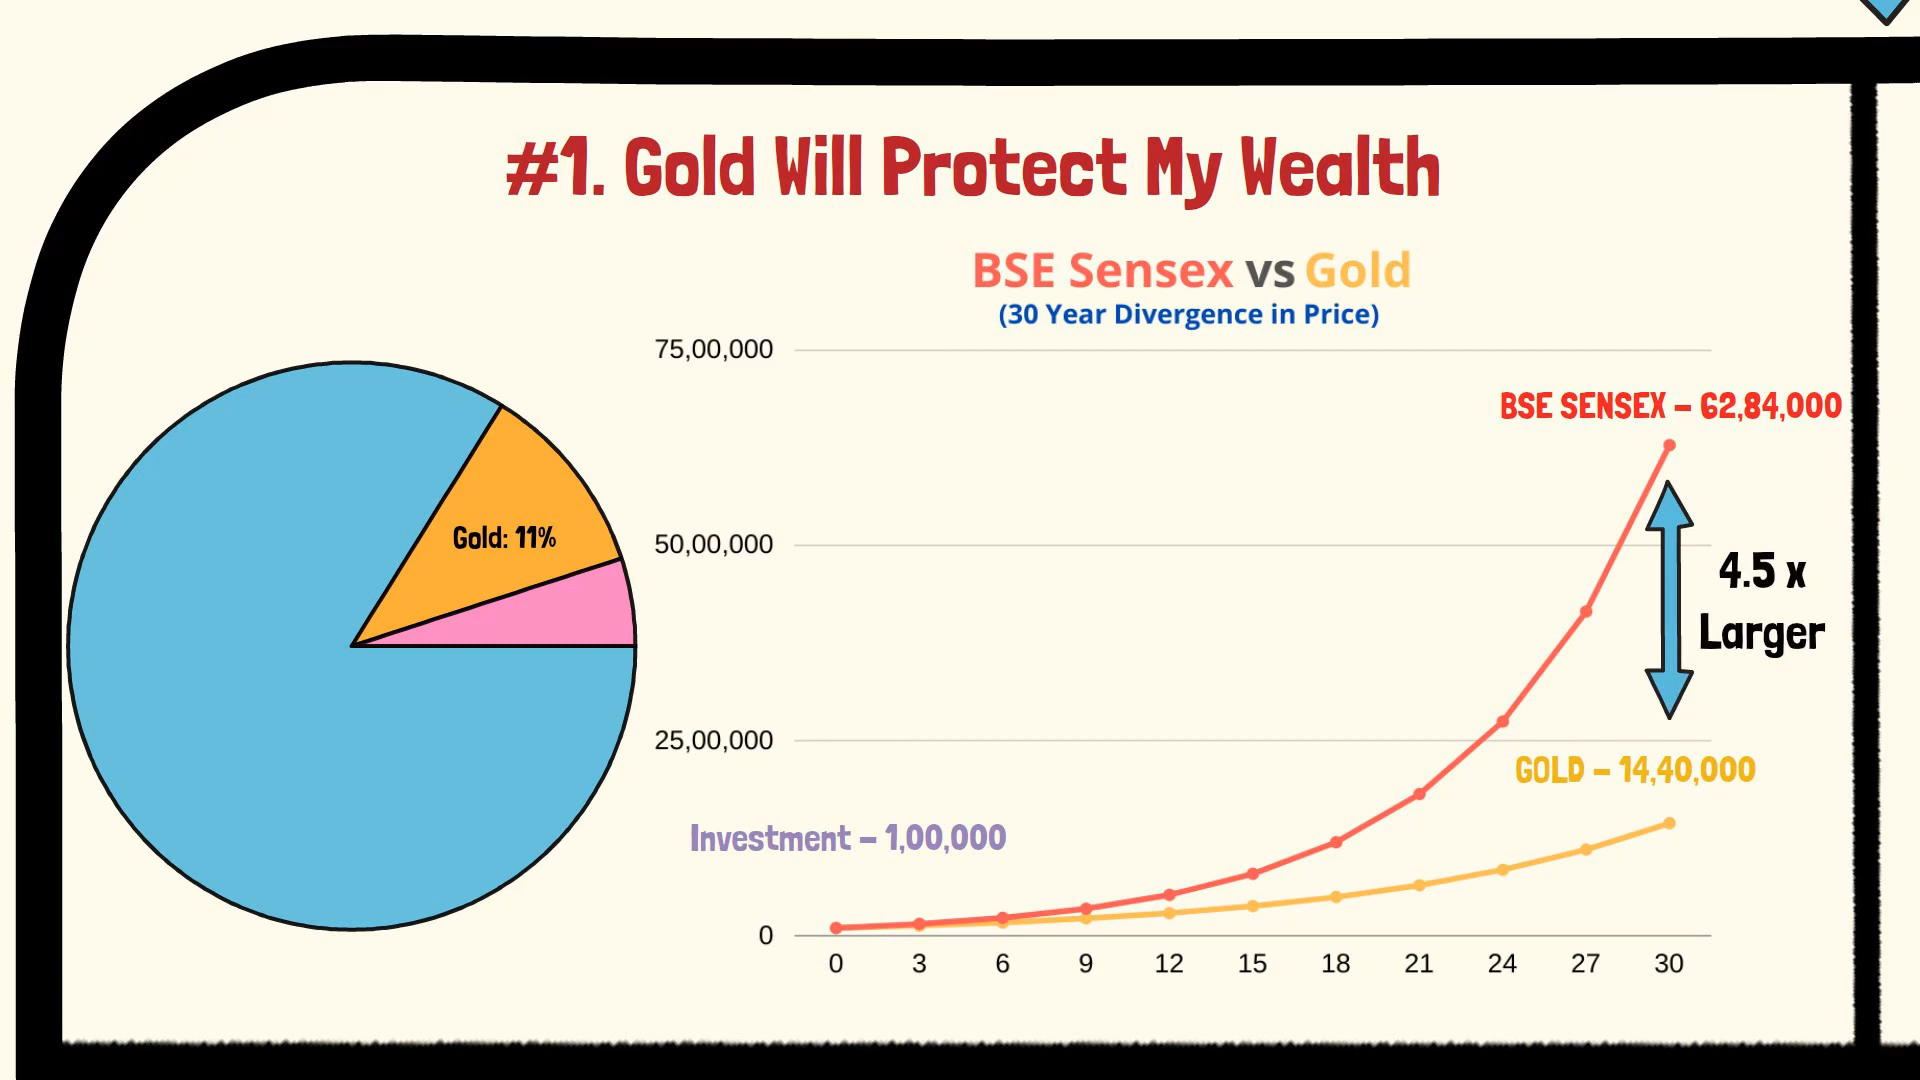 #1. Gold Will Protect My Wealth
BSE Sensex vs Gold
(30 Year Divergence in Price)
75,00,000
BSE SENSEX – 62,84,000
Gold: 11%
50,00,000
4.5 x
Larger
25,00,000
GOLD – 14,40,000
Investment – 1,00,000
0
0 3 6 9 12 15 18 21 24 27 30